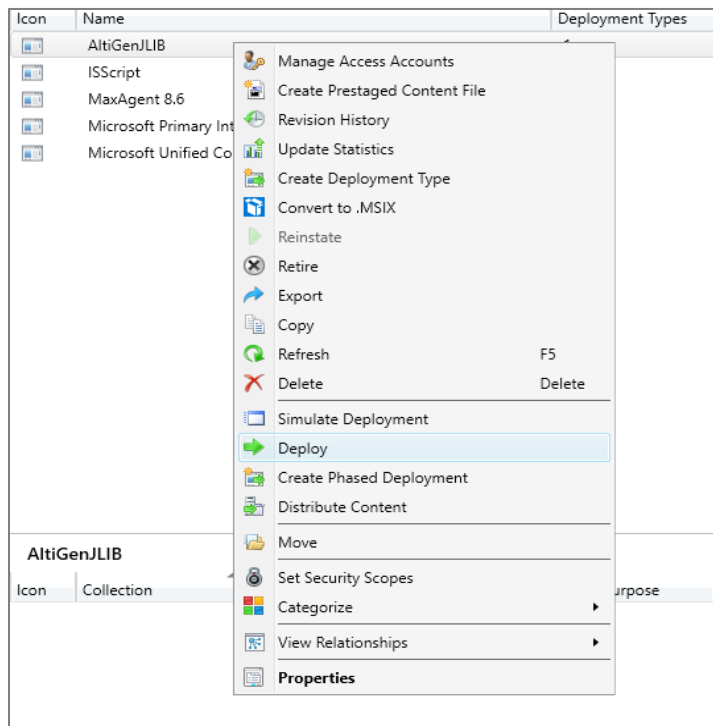 Icon Name Deployment Types
AltiGenJLIB
ISScript
MaxAgent 8.6
Microsoft Primary Int
Microsoft Unified Co
Manage Access Accounts
Create Prestaged Content File
Revision History
Update Statistics
Create Deployment Type
Convert to .MSIX
Reinstate
Retire
Export
Copy
Refresh F5
Delete Delete
Simulate Deployment
Deploy
Create Phased Deployment
Distribute Content
Move
Set Security Scopes
Categorize
View Relationships
Properties
AltiGenJLIB
Icon Collection urpose